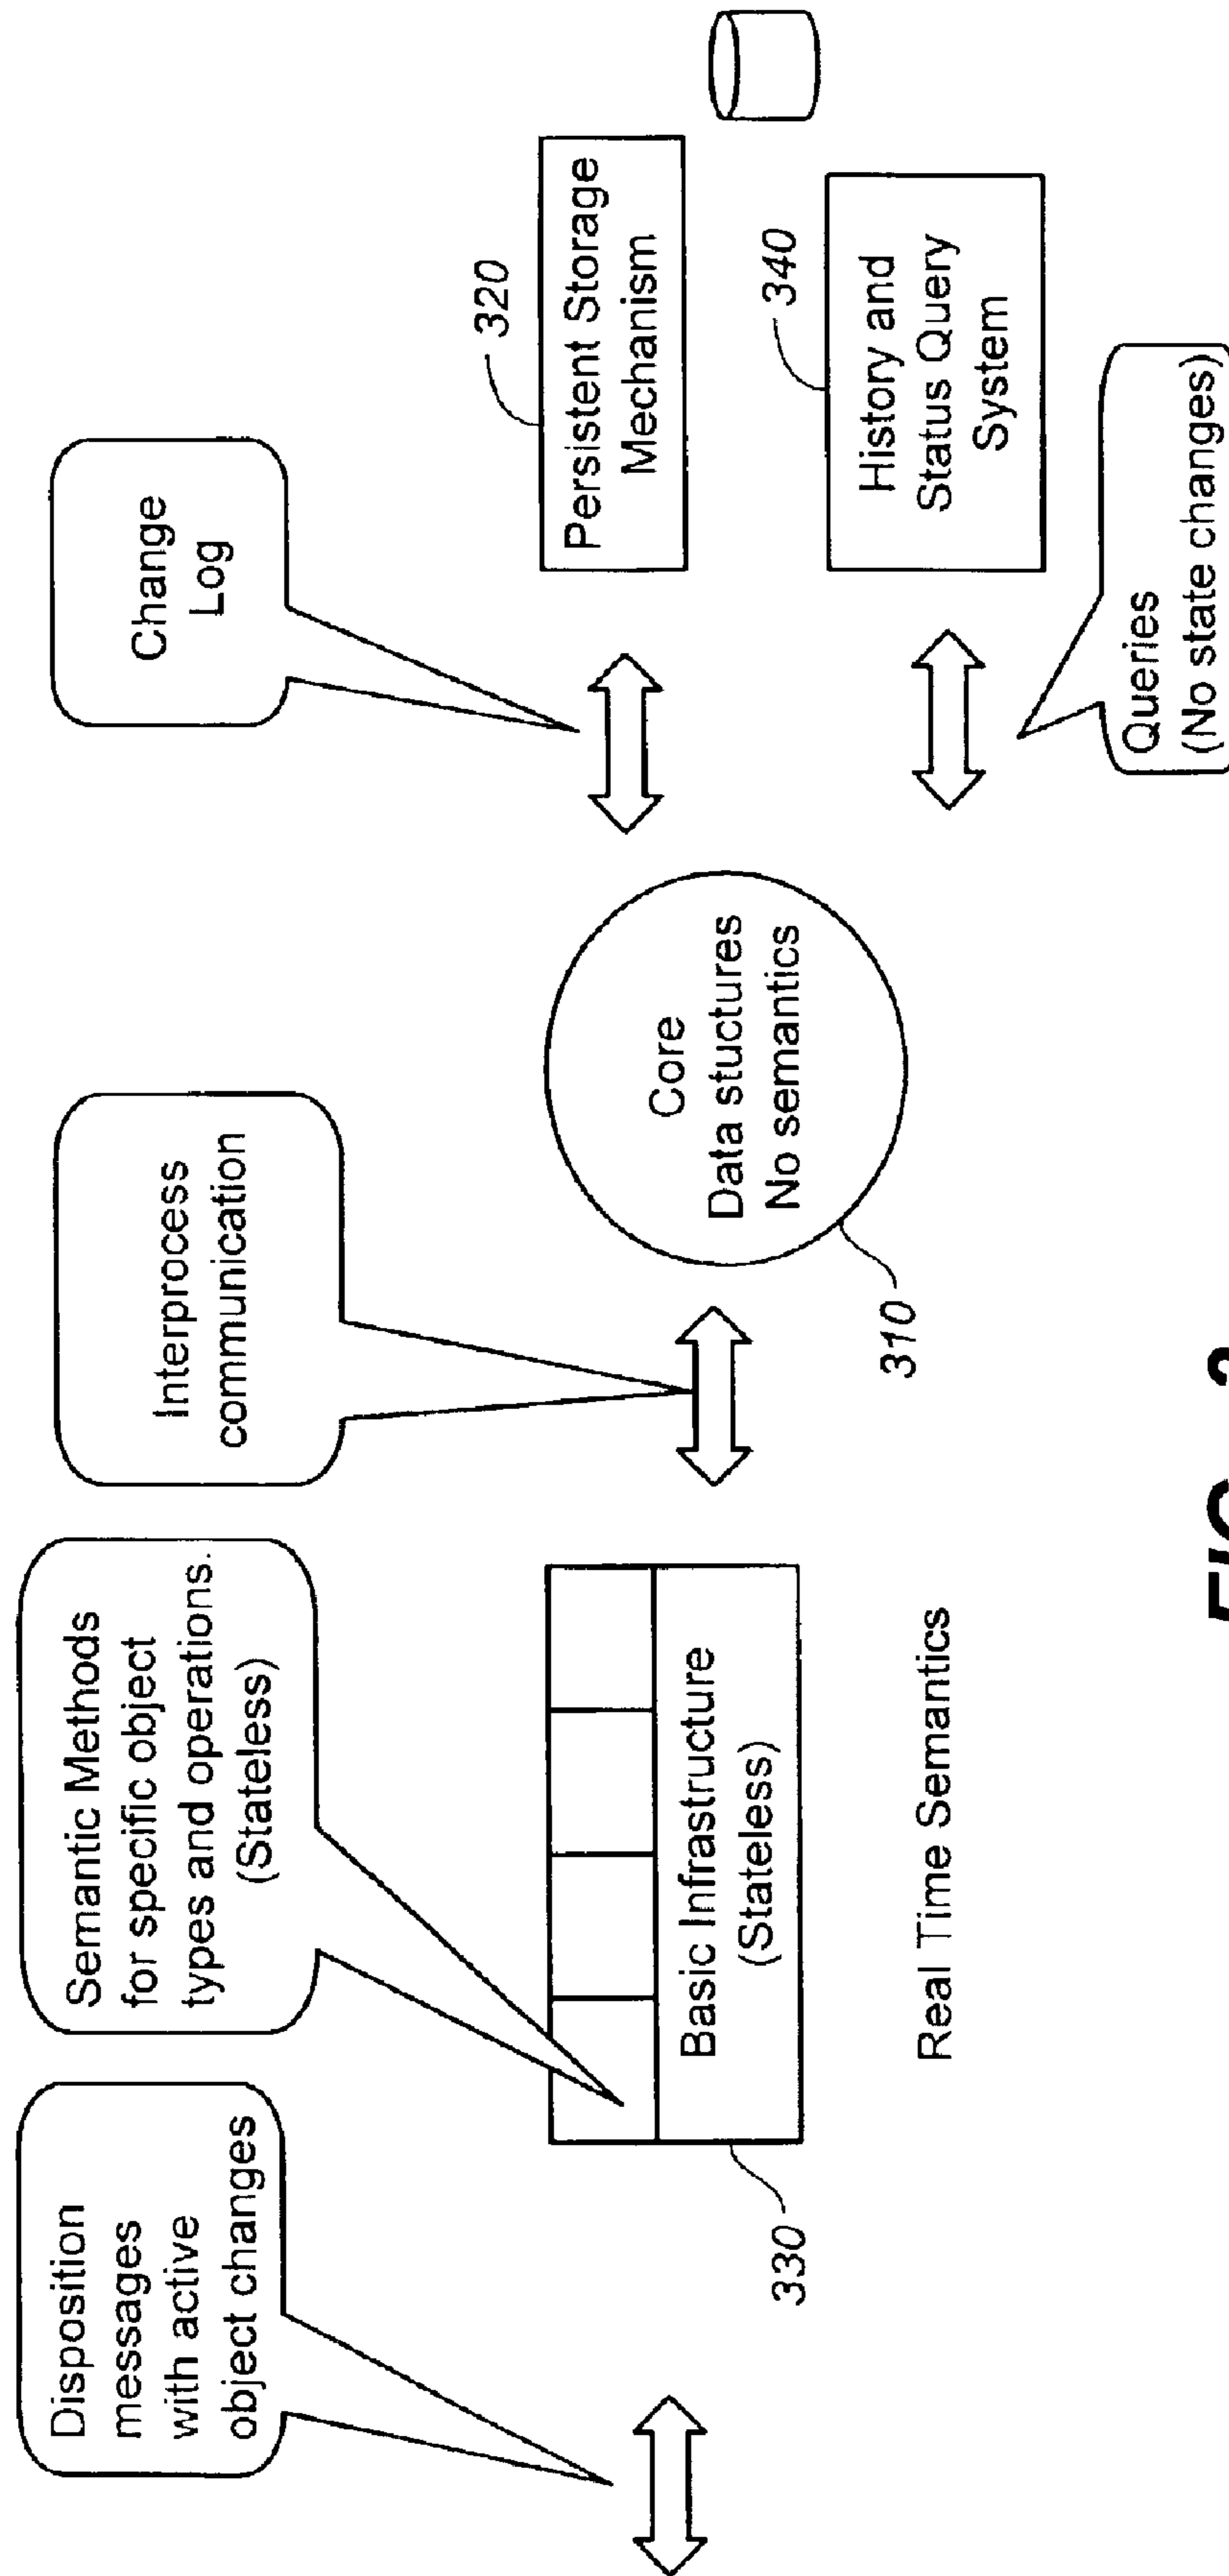 Disposition
messages
with active
object changes
Semantic Methods
for specific object
types and operations.
(Stateless)
Interprocess
communication
Change
Log
330
Basic Infrastructure
(Stateless)
Real Time Semantics
Core
Data stuctures
No semantics
310
320
Persistent Storage
Mechanism
340
History and
Status Query
System
Queries
(No state changes)